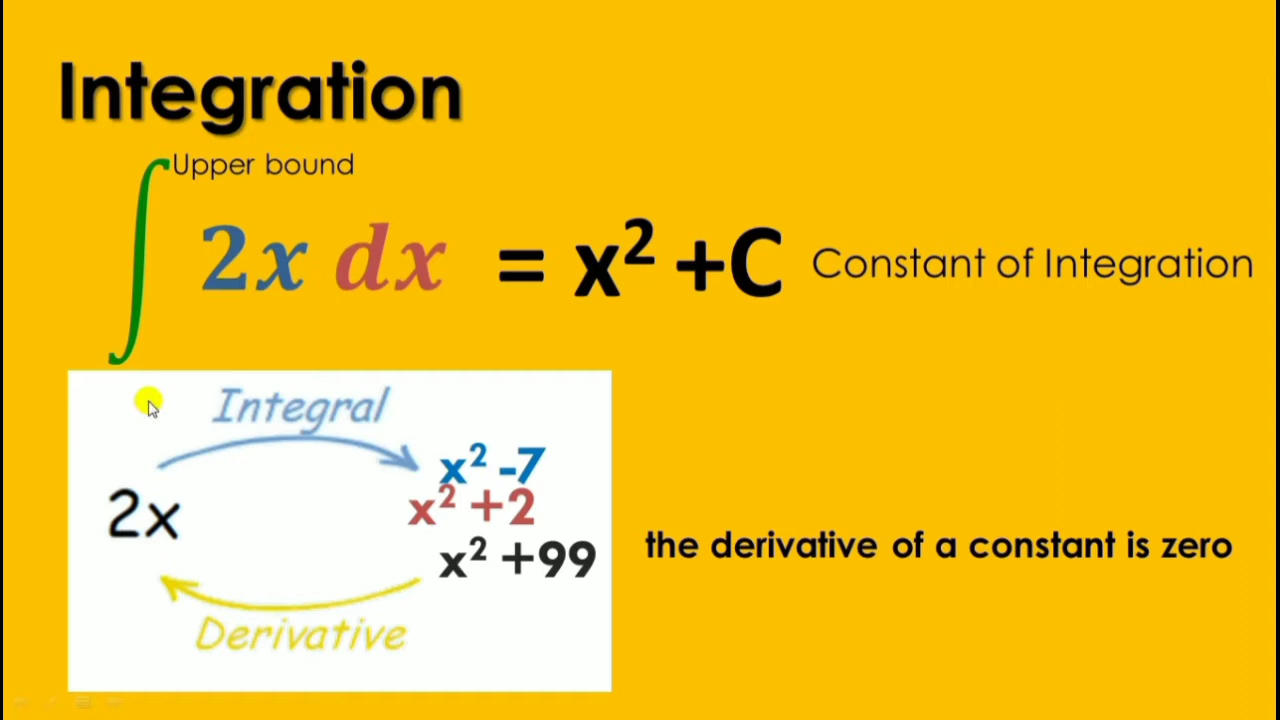 Integration
Upper bound
∫ 2x dx = x² +C Constant of Integration
Integral
x² -7
2x
x² +2
x² +99
the derivative of a constant is zero
Derivative